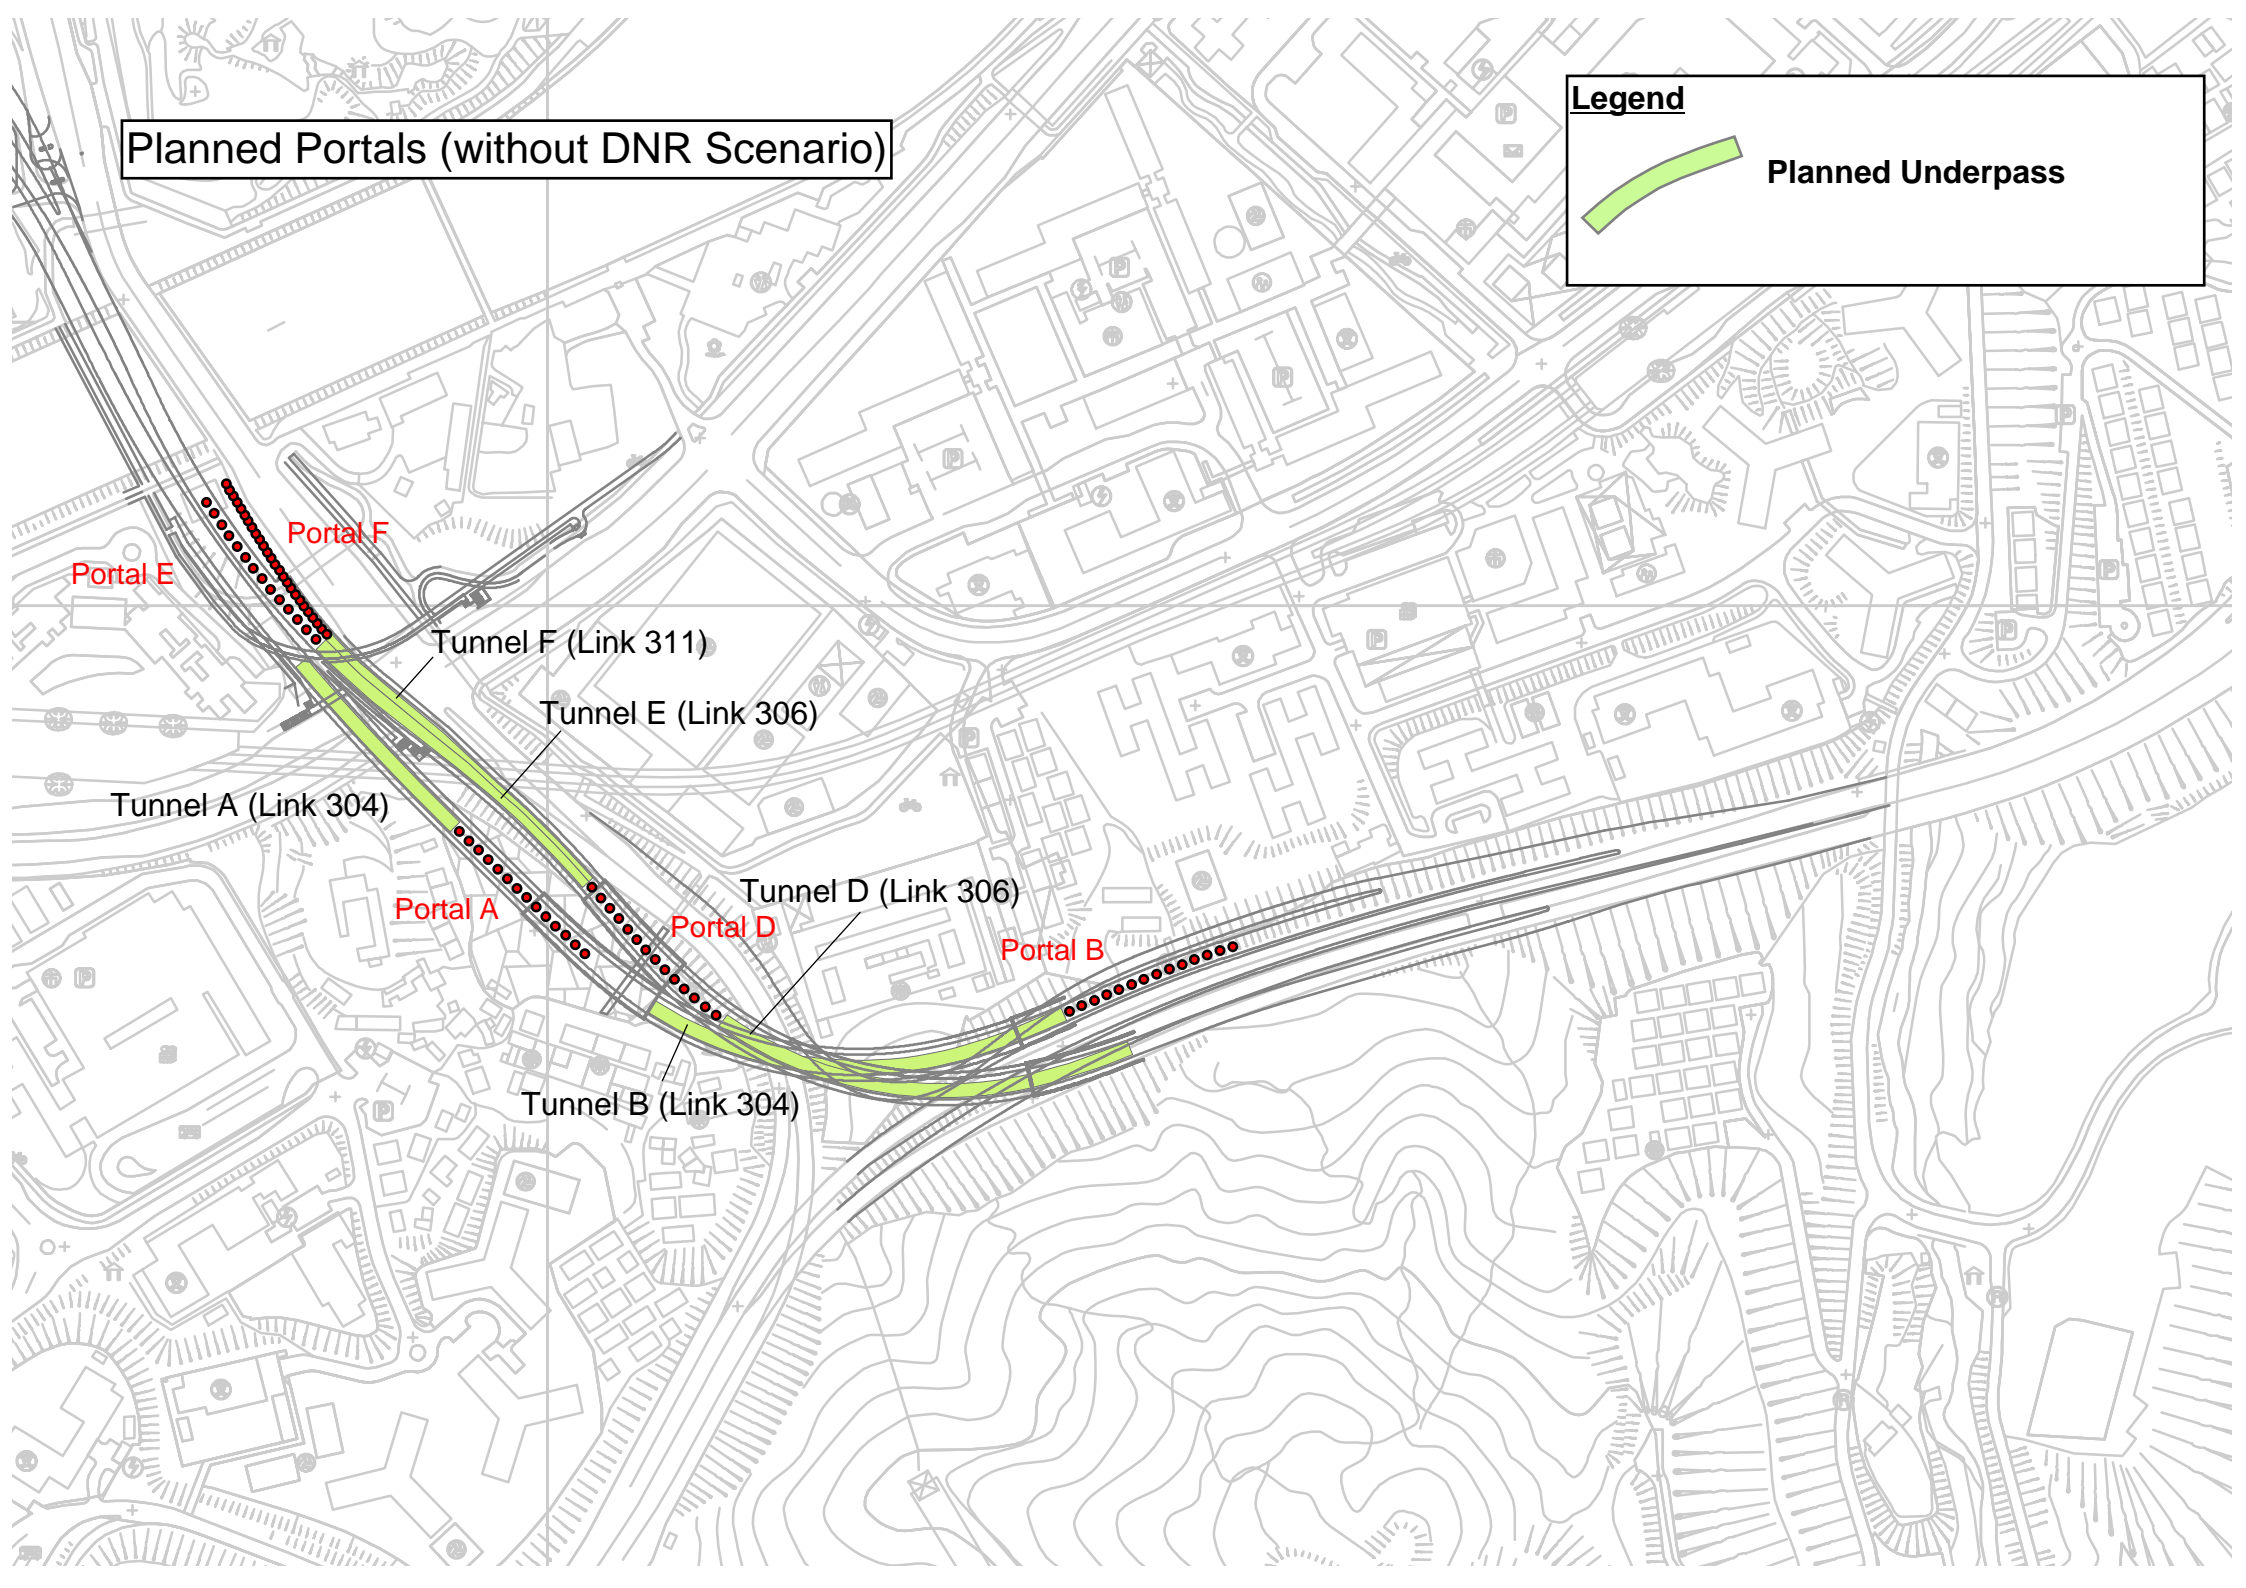 Legend
Planned Portals (without DNR Scenario)
Planned Underpass
Portal F
Portal E
Tunnel F (Link 311)
Tunnel E (Link 306)
Tunnel A (Link 304)
Tunnel D (Link 306)
Portal A
Portal D
Portal B
Tunnel B (Link 304)